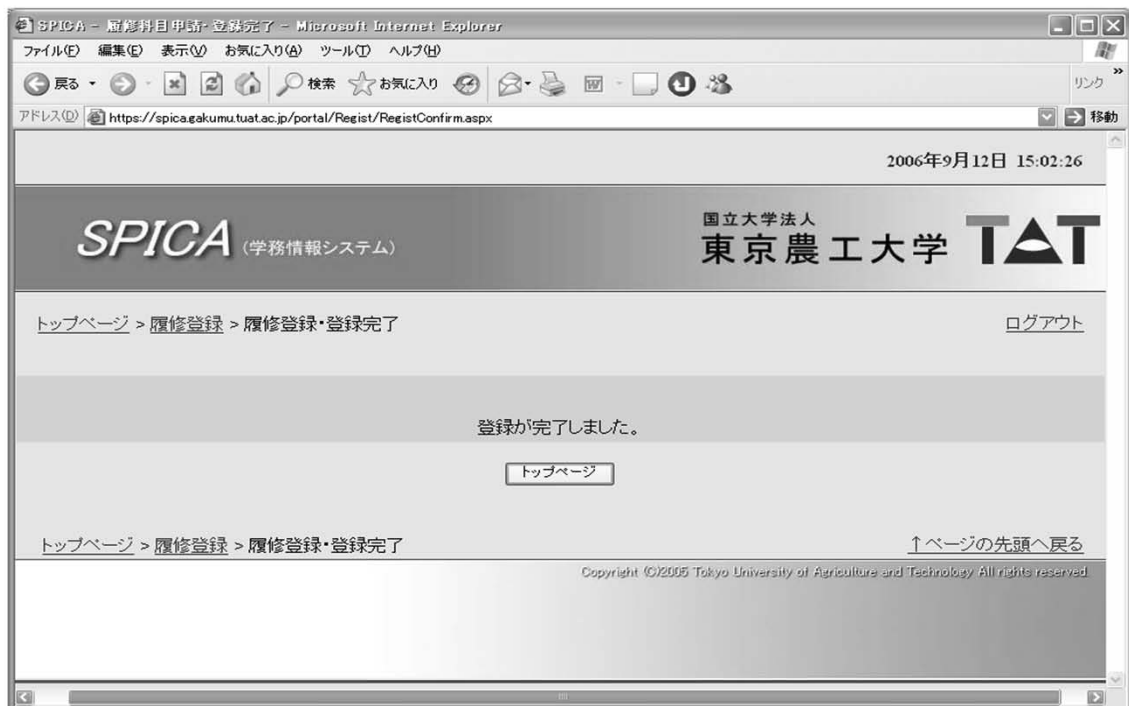 SPICA - 履修科目申請・登録完了 - Microsoft Internet Explorer
ファイル(F) 編集(E) 表示(V) お気に入り(A) ツール(T) ヘルプ(H)
戻る 検索 お気に入り リンク »
アドレス(D) https://spica.gakumu.tuat.ac.jp/portal/Regist/RegistConfirm.aspx 移動
2006年9月12日 15:02:26
SPICA (学務情報システム)
国立大学法人
東京農工大学 TAT
トップページ > 履修登録 > 履修登録・登録完了 ログアウト
登録が完了しました。
トップページ
トップページ > 履修登録 > 履修登録・登録完了 ↑ページの先頭へ戻る
Copyright (C)2005 Tokyo University of Agriculture and Technology All rights reserved.